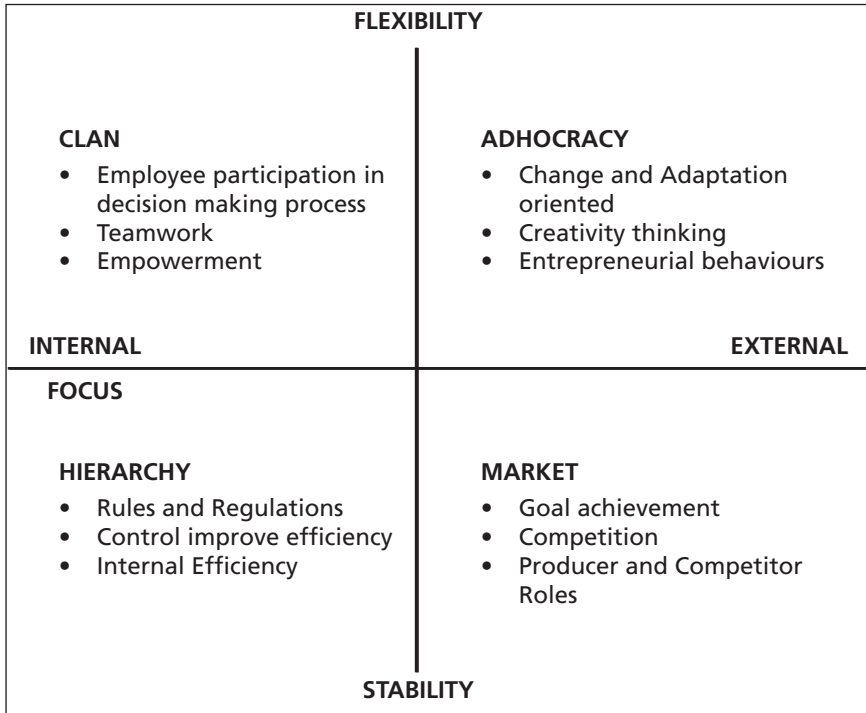 FLEXIBILITY
CLAN
• Employee participation in
decision making process
• Teamwork
• Empowerment
ADHOCRACY
• Change and Adaptation
oriented
• Creativity thinking
• Entrepreneurial behaviours
INTERNAL
EXTERNAL
FOCUS
HIERARCHY
• Rules and Regulations
• Control improve efficiency
• Internal Efficiency
MARKET
• Goal achievement
• Competition
• Producer and Competitor
Roles
STABILITY